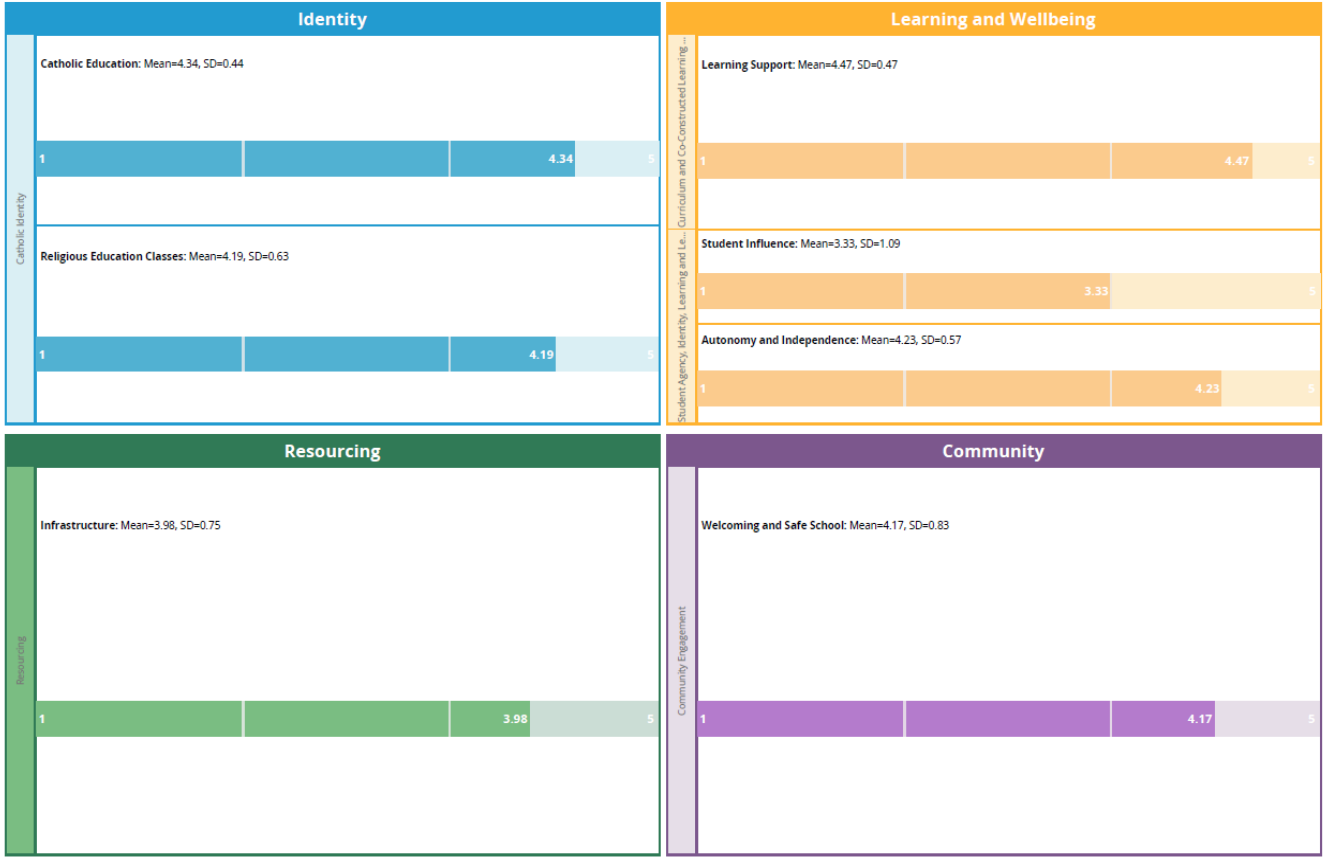 Identity
Catholic Identity
Catholic Education: Mean=4.34, SD=0.44
1 4.34 5
Religious Education Classes: Mean=4.19, SD=0.63
1 4.19 5
Learning and Wellbeing
Curriculum and Co-Constructed Learning ...
Learning Support: Mean=4.47, SD=0.47
1 4.47 5
Student Agency, Identity, Learning and Le...
Student Influence: Mean=3.33, SD=1.09
1 3.33 5
Autonomy and Independence: Mean=4.23, SD=0.57
1 4.23 5
Resourcing
Resourcing
Infrastructure: Mean=3.98, SD=0.75
1 3.98 5
Community
Community Engagement
Welcoming and Safe School: Mean=4.17, SD=0.83
1 4.17 5